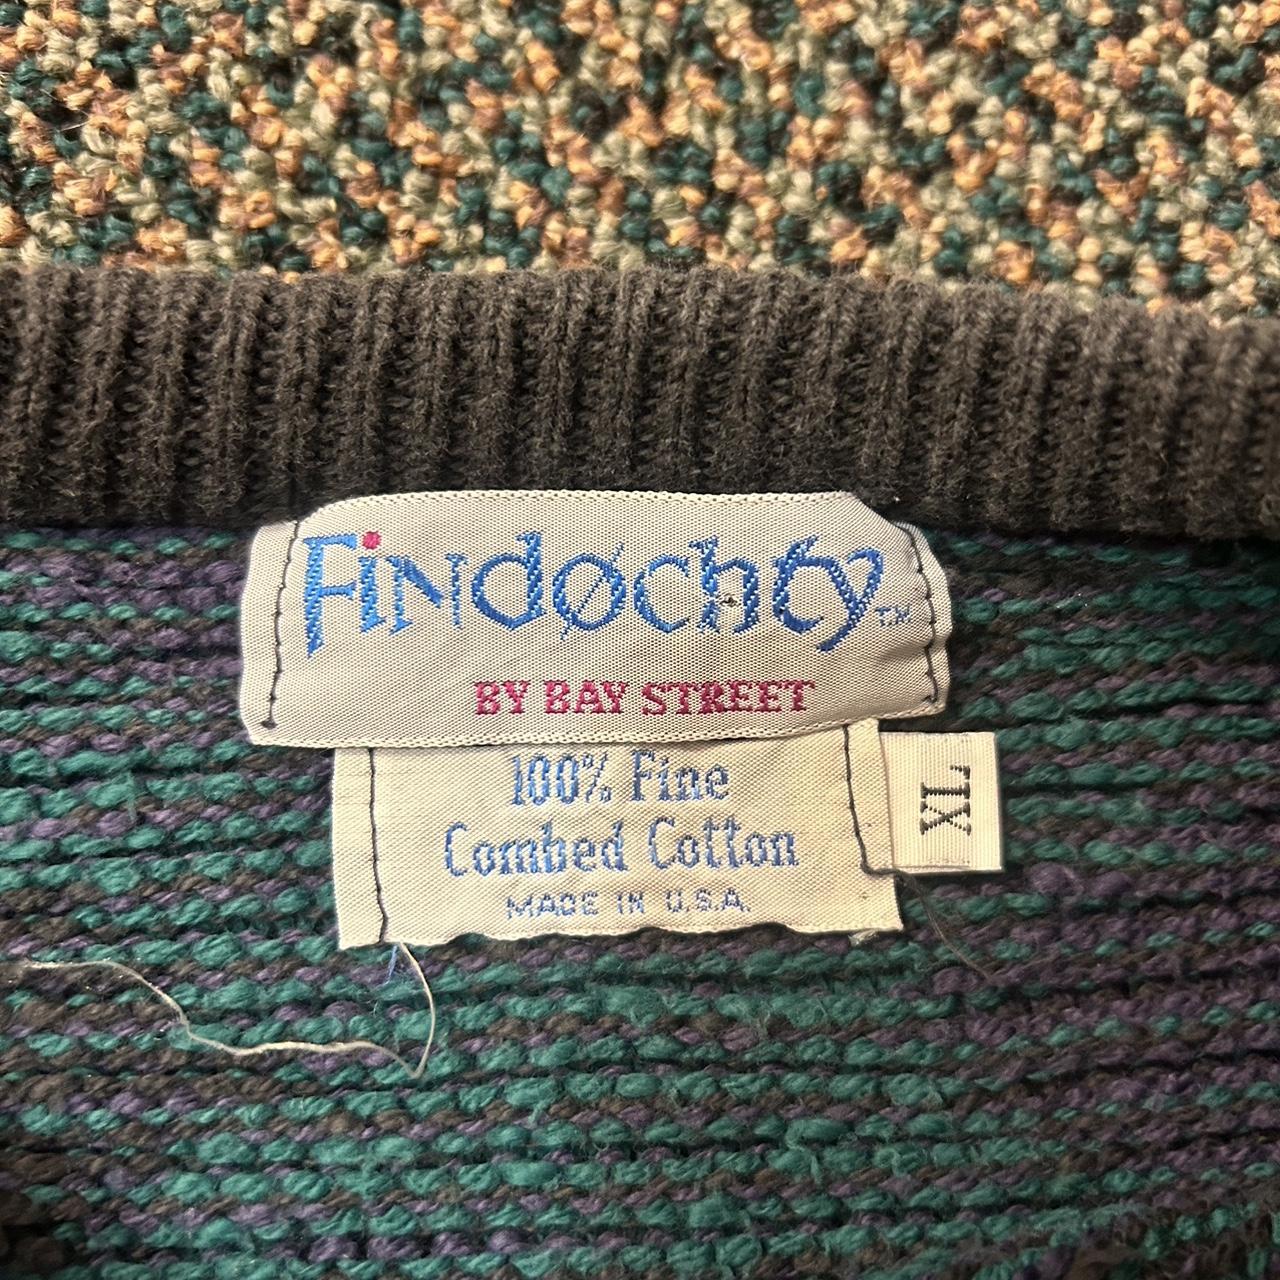 Findøchty™
BY BAY STREET
100% Fine
Combed Cotton
MADE IN U.S.A.
XL